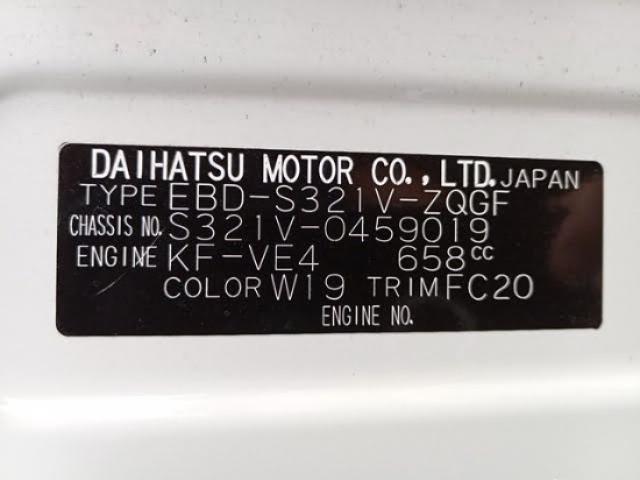 DAIHATSU MOTOR CO., LTD. JAPAN
TYPE EBD-S321V-ZQGF
CHASSIS NO. S321V-0459019
ENGINE KF-VE4 658cc
COLOR W19 TRIM FC20
ENGINE NO.